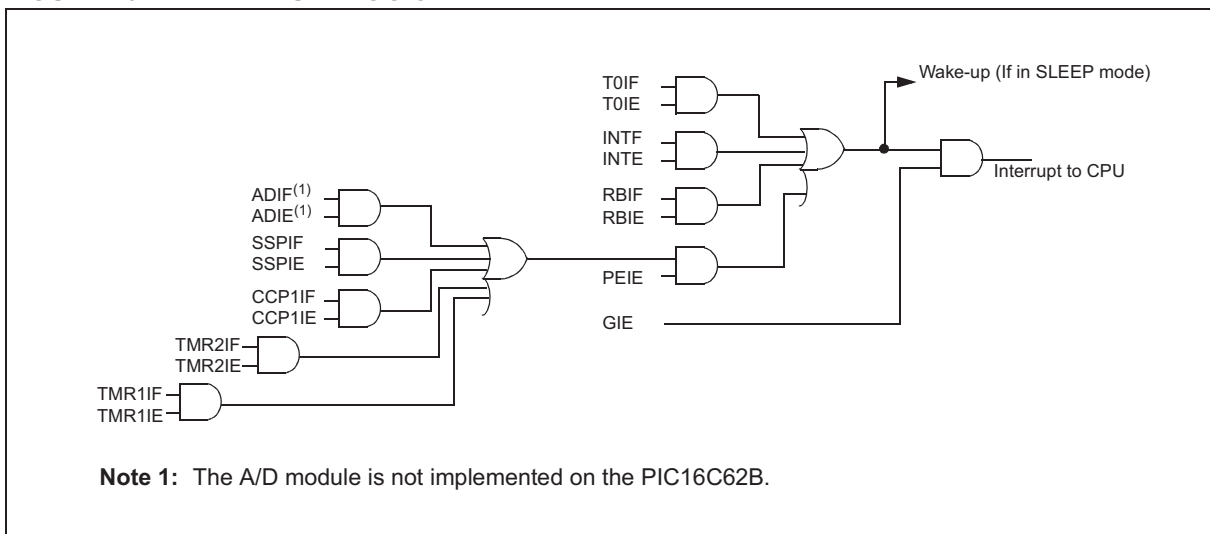 Wake-up (If in SLEEP mode)
T0IF
T0IE
INTF
INTE
Interrupt to CPU
RBIF
RBIE
ADIF(1)
ADIE(1)
SSPIF
SSPIE
PEIE
CCP1IF
CCP1IE
GIE
TMR2IF
TMR2IE
TMR1IF
TMR1IE
Note 1: The A/D module is not implemented on the PIC16C62B.